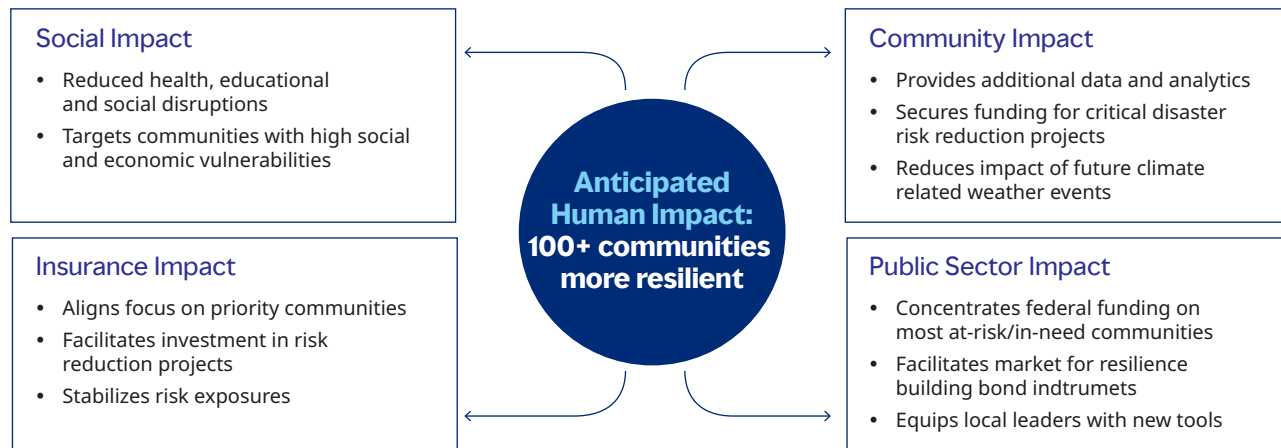 Social Impact
• Reduced health, educational
and social disruptions
• Targets communities with high social
and economic vulnerabilities
Insurance Impact
• Aligns focus on priority communities
• Facilitates investment in risk
reduction projects
• Stabilizes risk exposures
Anticipated
Human Impact:
100+ communities
more resilient
Community Impact
• Provides additional data and analytics
• Secures funding for critical disaster
risk reduction projects
• Reduces impact of future climate
related weather events
Public Sector Impact
• Concentrates federal funding on
most at-risk/in-need communities
• Facilitates market for resilience
building bond indtrumets
• Equips local leaders with new tools